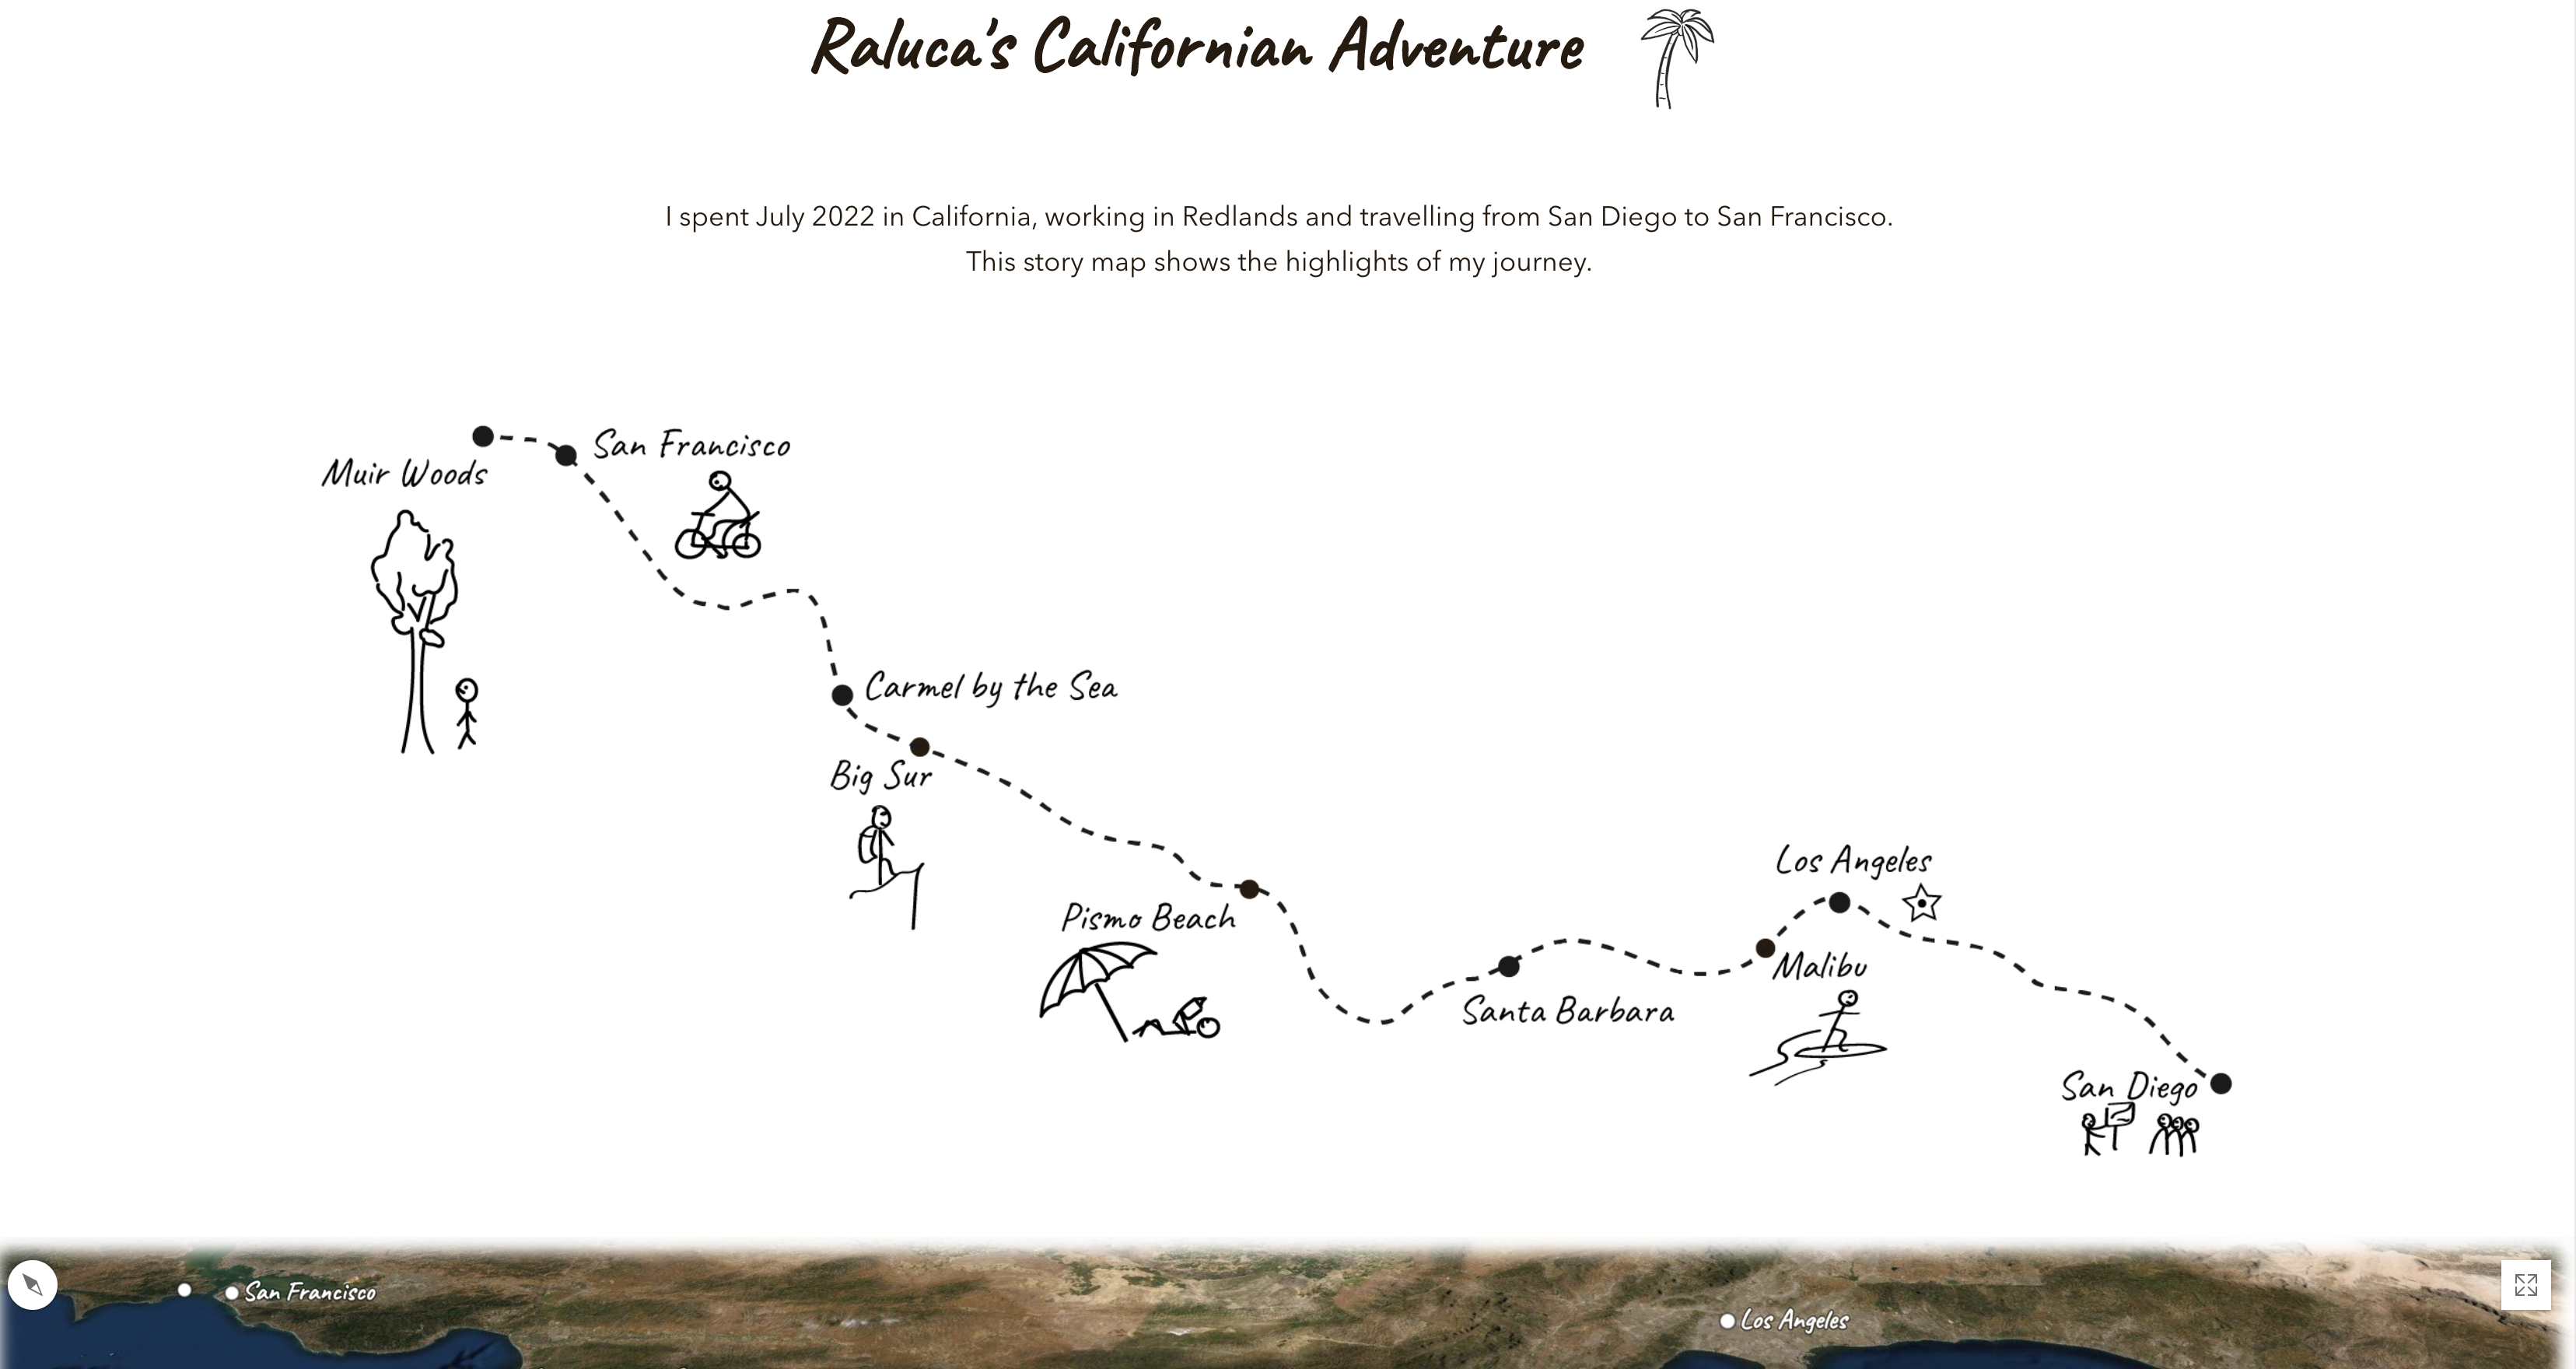 Raluca's Californian Adventure
I spent July 2022 in California, working in Redlands and travelling from San Diego to San Francisco.
This story map shows the highlights of my journey.
San Francisco
Muir Woods
Carmel by the Sea
Big Sur
Los Angeles
Pismo Beach
Malibu
Santa Barbara
San Diego
San Francisco
Los Angeles